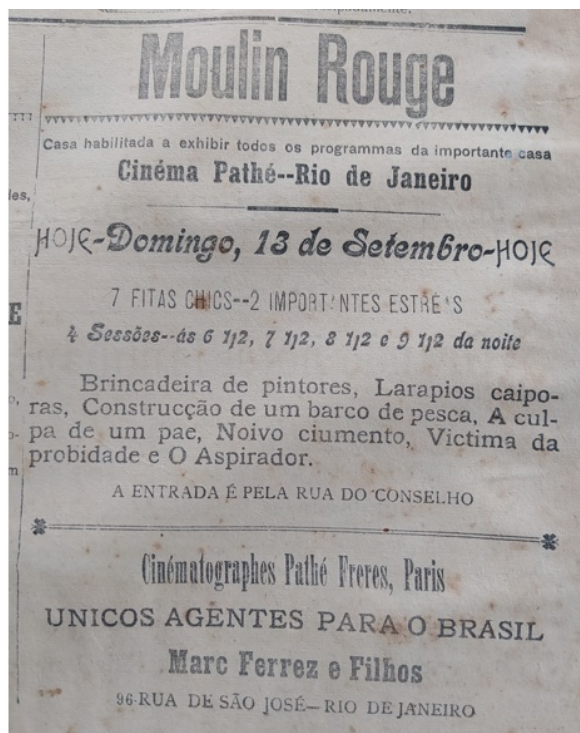 Moulin Rouge
Casa habilitada a exhibir todos os programmas da importante casa
Cinéma Pathé--Rio de Janeiro
HOJE-Domingo, 13 de Setembro-HOJE
7 FITAS CHICS--2 IMPORTANTES ESTRÉAS
4 Sessões--ás 6 1/2, 7 1/2, 8 1/2 e 9 1/2 da noite
Brincadeira de pintores, Larapios caipo-
ras, Construcção de um barco de pesca, A cul-
pa de um pae, Noivo ciumento, Victima da
probidade e O Aspirador.
A ENTRADA É PELA RUA DO CONSELHO
Cinématographes Pathé Freres, Paris
UNICOS AGENTES PARA O BRASIL
Marc Ferrez e Filhos
96-RUA DE SÃO JOSÉ—RIO DE JANEIRO